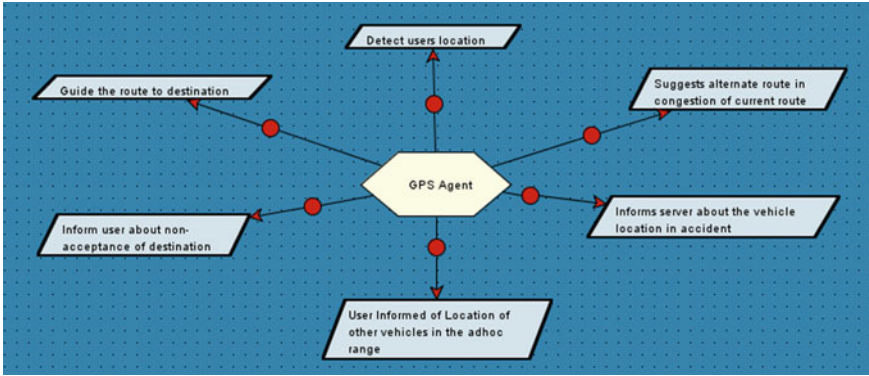 Detect users location
Guide the route to destination
Suggests alternate route in
congestion of current route
GPS Agent
Inform user about non-
acceptance of destination
Informs server about the vehicle
location in accident
User Informed of Location of
other vehicles in the adhoc
range